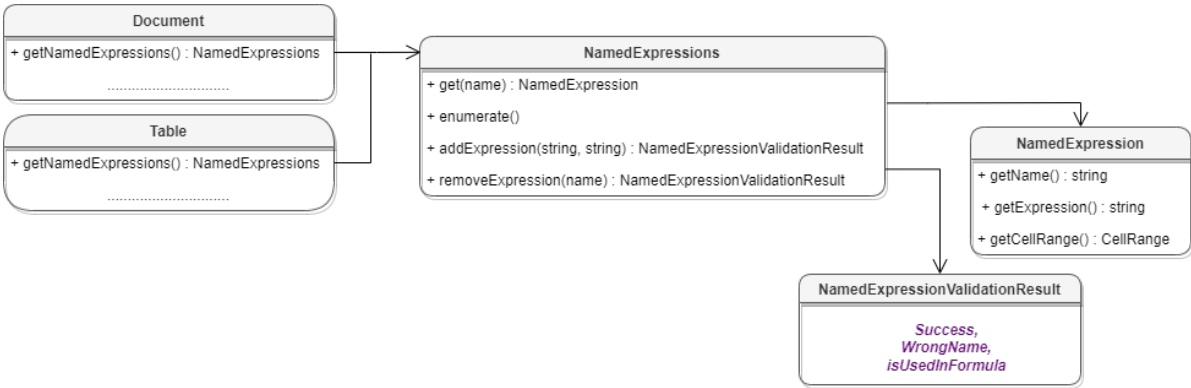 Document
+ getNamedExpressions() : NamedExpressions
..............................
Table
+ getNamedExpressions() : NamedExpressions
..............................
NamedExpressions
+ get(name) : NamedExpression
+ enumerate()
+ addExpression(string, string) : NamedExpressionValidationResult
+ removeExpression(name) : NamedExpressionValidationResult
NamedExpression
+ getName() : string
+ getExpression() : string
+ getCellRange() : CellRange
NamedExpressionValidationResult
Success,
WrongName,
isUsedInFormula